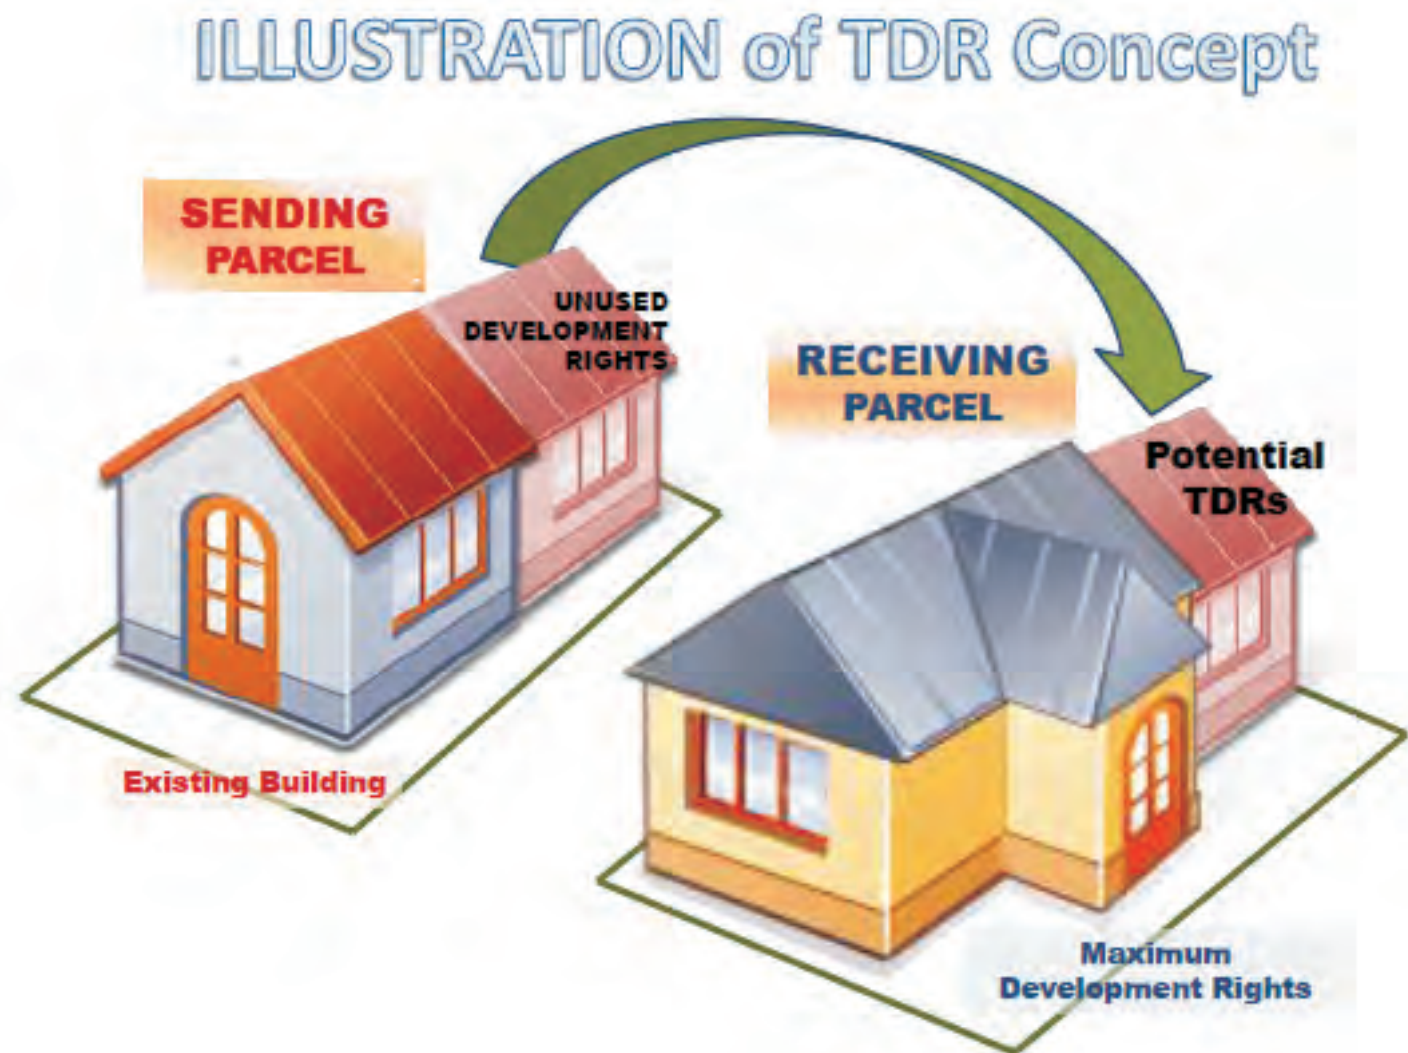 ILLUSTRATION of TDR Concept
SENDING
PARCEL
UNUSED
DEVELOPMENT
RIGHTS
RECEIVING
PARCEL
Potential
TDRs
Existing Building
Maximum
Development Rights